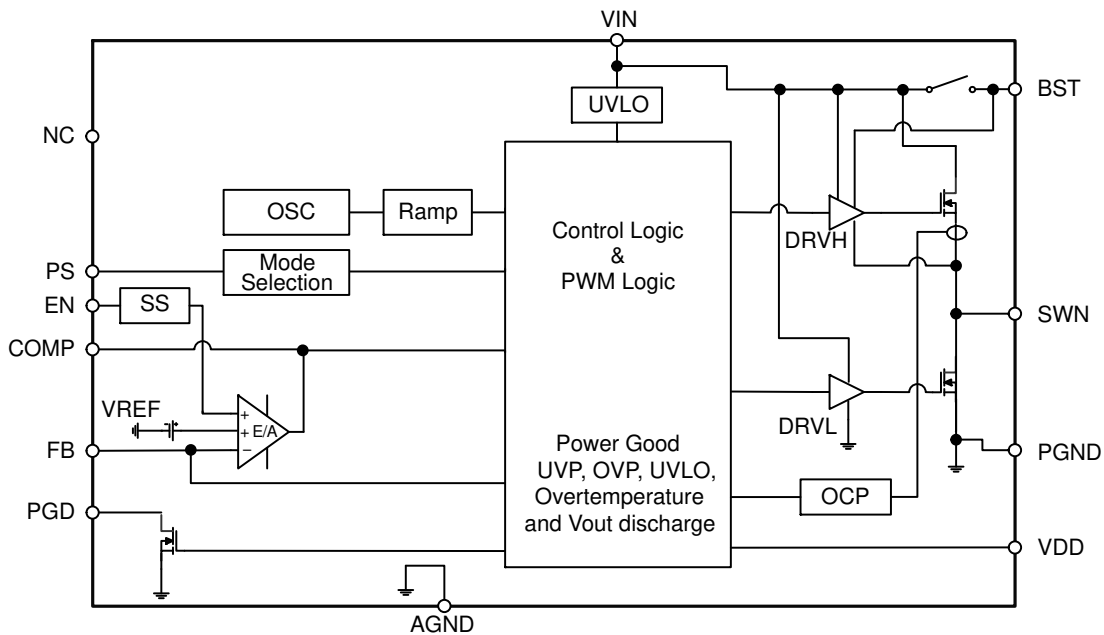 VIN
BST
UVLO
NC
OSC
Ramp
Control Logic
&
PWM Logic
DRVH
PS
Mode
Selection
EN
SS
SWN
COMP
VREF
+
+ E/A
−
DRVL
FB
Power Good
UVP, OVP, UVLO,
Overtemperature
and Vout discharge
PGND
OCP
PGD
VDD
AGND